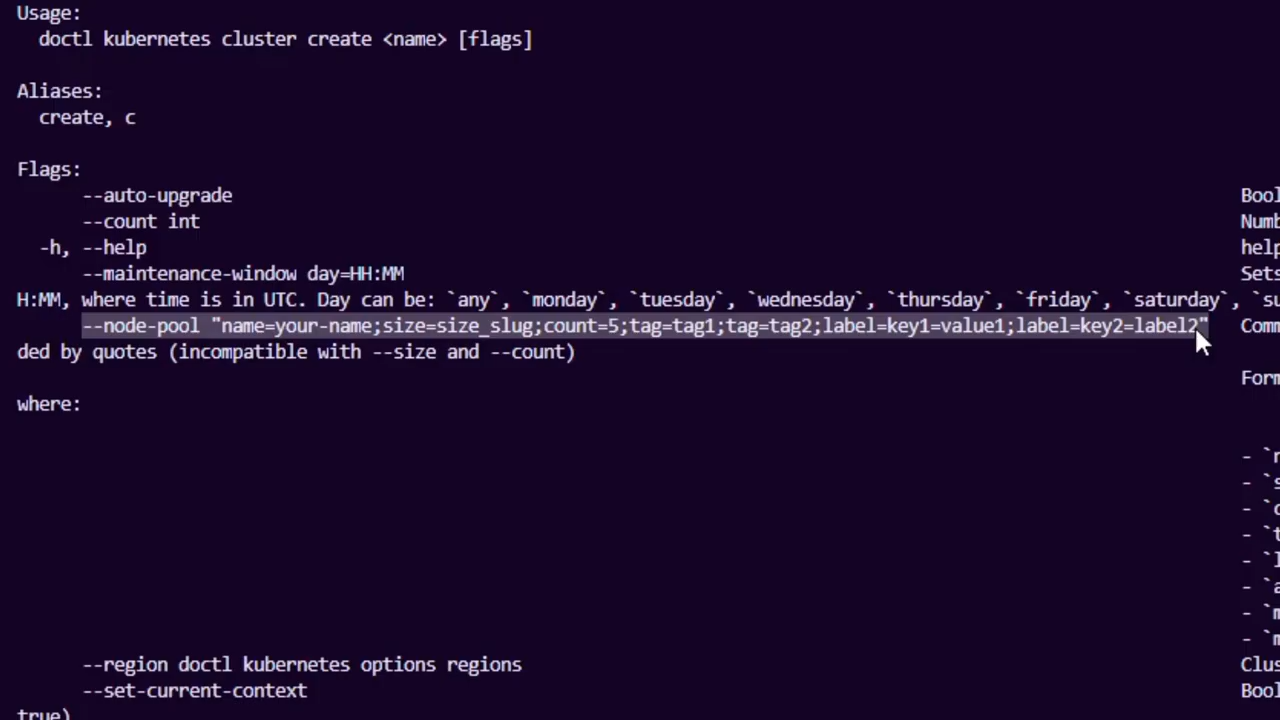 Usage:
doctl kubernetes cluster create <name> [flags]
Aliases:
create, c
Flags:
--auto-upgrade Bool
--count int Numb
-h, --help help
--maintenance-window day=HH:MM Sets
H:MM, where time is in UTC. Day can be: `any`, `monday`, `tuesday`, `wednesday`, `thursday`, `friday`, `saturday`, `su
--node-pool "name=your-name;size=size_slug;count=5;tag=tag1;tag=tag2;label=key1=value1;label=key2=label2" Comm
ded by quotes (incompatible with --size and --count)
Form
where:
- `n
- `s
- `c
- `t
- `l
- `a
- `m
- `m
--region doctl kubernetes options regions Clus
--set-current-context Bool
true)